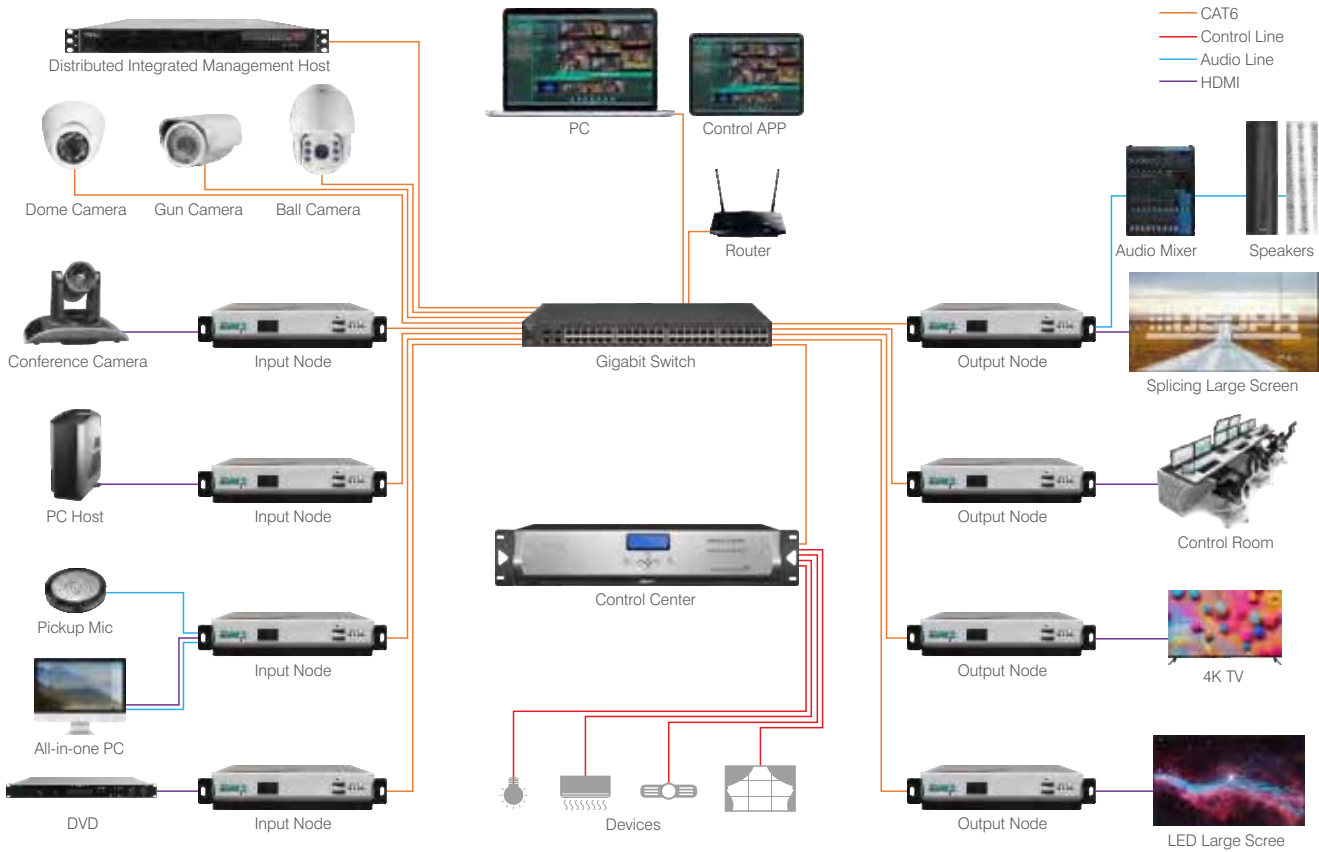 CAT6
Control Line
Audio Line
HDMI
Distributed Integrated Management Host
PC
Control APP
Dome Camera
Gun Camera
Ball Camera
Router
Audio Mixer
Speakers
Conference Camera
Input Node
Gigabit Switch
Output Node
Splicing Large Screen
PC Host
Input Node
Output Node
Control Room
Control Center
Pickup Mic
Input Node
Output Node
4K TV
All-in-one PC
DVD
Input Node
Devices
Output Node
LED Large Scree